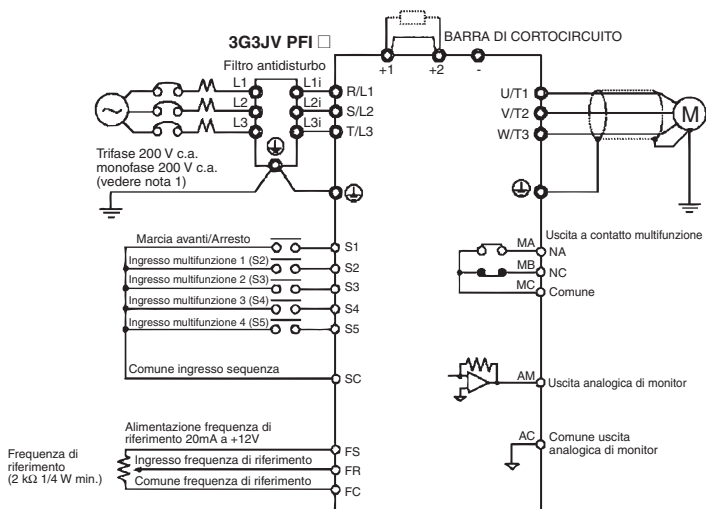 3G3JV PFI □
BARRA DI CORTOCIRCUITO
+1
+2
-
Filtro antidisturbo
L1
L1i
R/L1
L2
L2i
S/L2
L3
L3i
T/L3
U/T1
V/T2
W/T3
M
Trifase 200 V c.a.
monofase 200 V c.a.
(vedere nota 1)
Marcia avanti/Arresto
S1
Ingresso multifunzione 1 (S2)
S2
Ingresso multifunzione 2 (S3)
S3
Ingresso multifunzione 3 (S4)
S4
Ingresso multifunzione 4 (S5)
S5
Comune ingresso sequenza
SC
Uscita a contatto multifunzione
MA
NA
MB
NC
MC
Comune
AM
Uscita analogica di monitor
AC
Comune uscita
analogica di monitor
Alimentazione frequenza di
riferimento 20mA a +12V
FS
Frequenza di
riferimento
(2 kΩ 1/4 W min.)
Ingresso frequenza di riferimento
FR
Comune frequenza di riferimento
FC